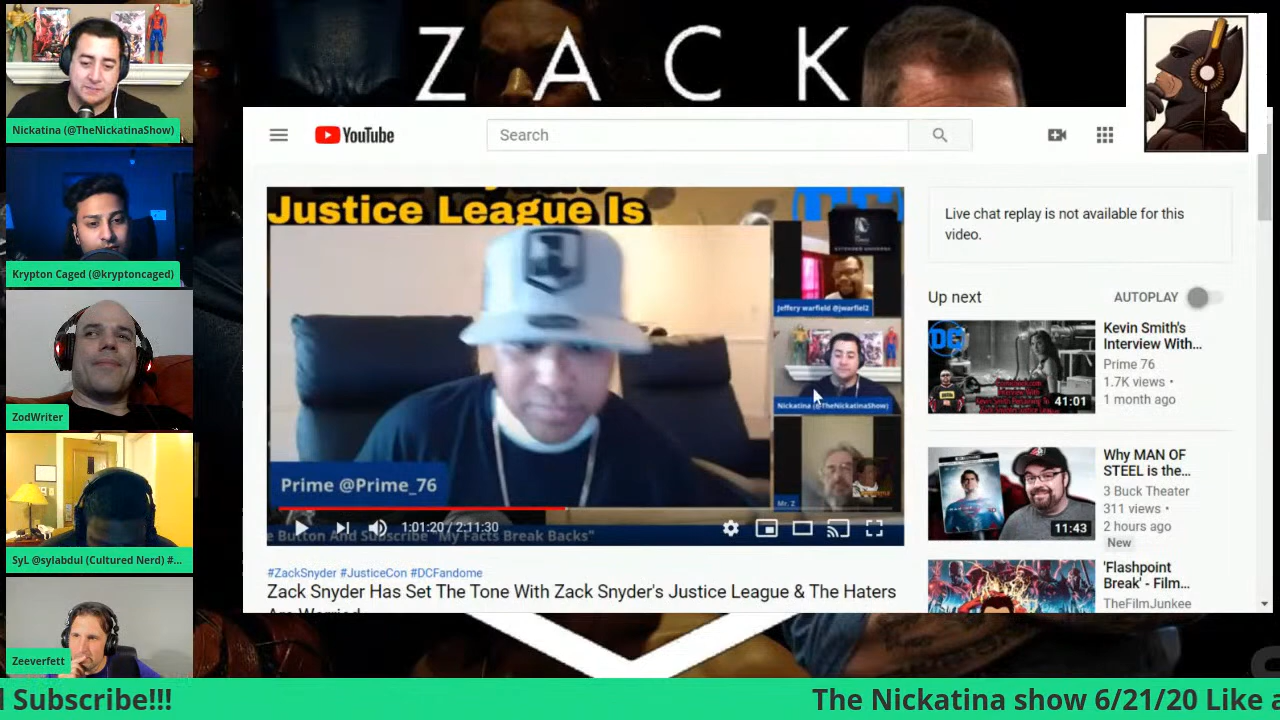 ZACK
Nickatina (@TheNickatinaShow)
Krypton Caged (@kryptoncaged)
ZodWriter
SyL @sylabdul (Cultured Nerd) #...
Zeeverfett
YouTube
Search
Justice League Is
Jeffery warfield @jwarfiel2
Nickatina (@TheNickatinaShow)
Mr. Z
Prime @Prime_76
1:01:20 / 2:11:30
e Button And Subscribe "My Facts Break Backs"
#ZackSnyder #JusticeCon #DCFandome
Zack Snyder Has Set The Tone With Zack Snyder's Justice League & The Haters
Are Worried
Live chat replay is not available for this
video.
Up next
AUTOPLAY
DC
41:01
Kevin Smith's
Interview With...
Prime 76
1.7K views •
1 month ago
11:43
Why MAN OF
STEEL is the...
3 Buck Theater
311 views •
2 hours ago
New
'Flashpoint
Break' - Film...
TheFilmJunkee
d Subscribe!!!
The Nickatina show 6/21/20 Like a